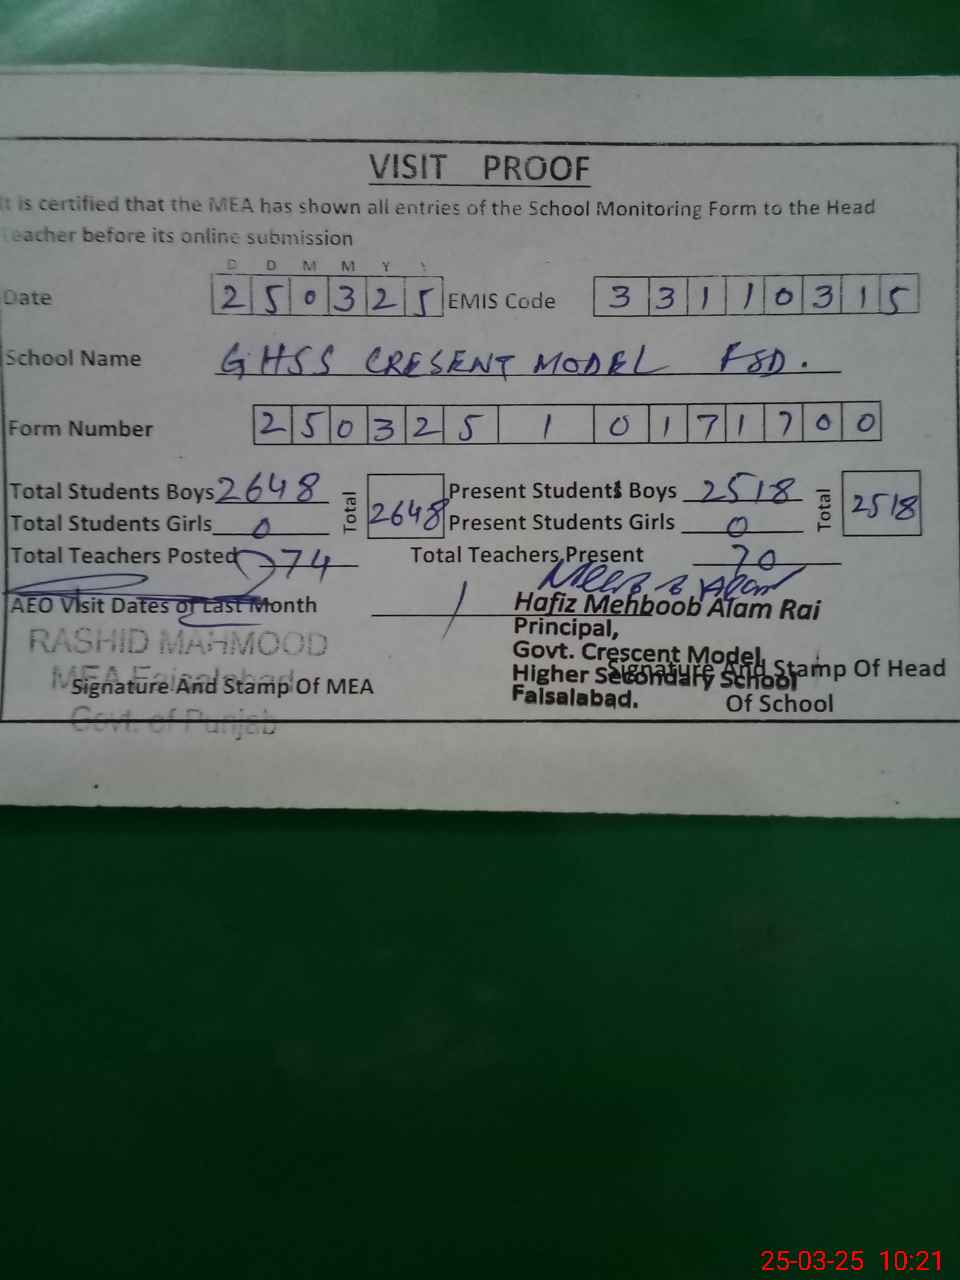 VISIT PROOF
It is certified that the MEA has shown all entries of the School Monitoring Form to the Head
Teacher before its online submission
D D M M Y Y
Date 2 5 0 3 2 5 EMIS Code 3 3 1 1 0 3 1 5
School Name GHSS CRESENT MODEL FSD.
Form Number 2 5 0 3 2 5 1 0 1 7 1 7 0 0
Total Students Boys 2648 Total 2648 Present Students Boys 2518 Total 2518
Total Students Girls 0 Present Students Girls 0
Total Teachers Posted 74 Total Teachers Present 70
AEO Visit Dates of Last Month /
Mehboob Alam
Hafiz Mehboob Alam Rai
Principal,
Govt. Crescent Model
Higher Secondary School
Faisalabad.
RASHID MAHMOOD
MEA Faisalabad
Govt. of Punjab
Signature And Stamp Of MEA
Signature And Stamp Of Head
Of School
25-03-25 10:21